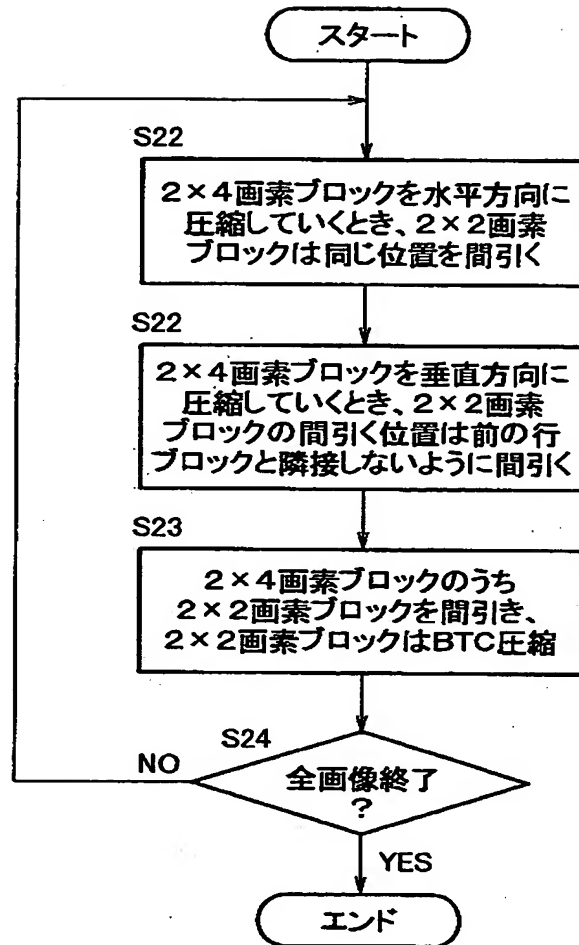 スタート
S22
2×4画素ブロックを水平方向に
圧縮していくとき、2×2画素
ブロックは同じ位置を間引く
S22
2×4画素ブロックを垂直方向に
圧縮していくとき、2×2画素
ブロックの間引く位置は前の行
ブロックと隣接しないように間引く
S23
2×4画素ブロックのうち
2×2画素ブロックを間引き、
2×2画素ブロックはBTC圧縮
S24
NO
全画像終了
?
YES
エンド